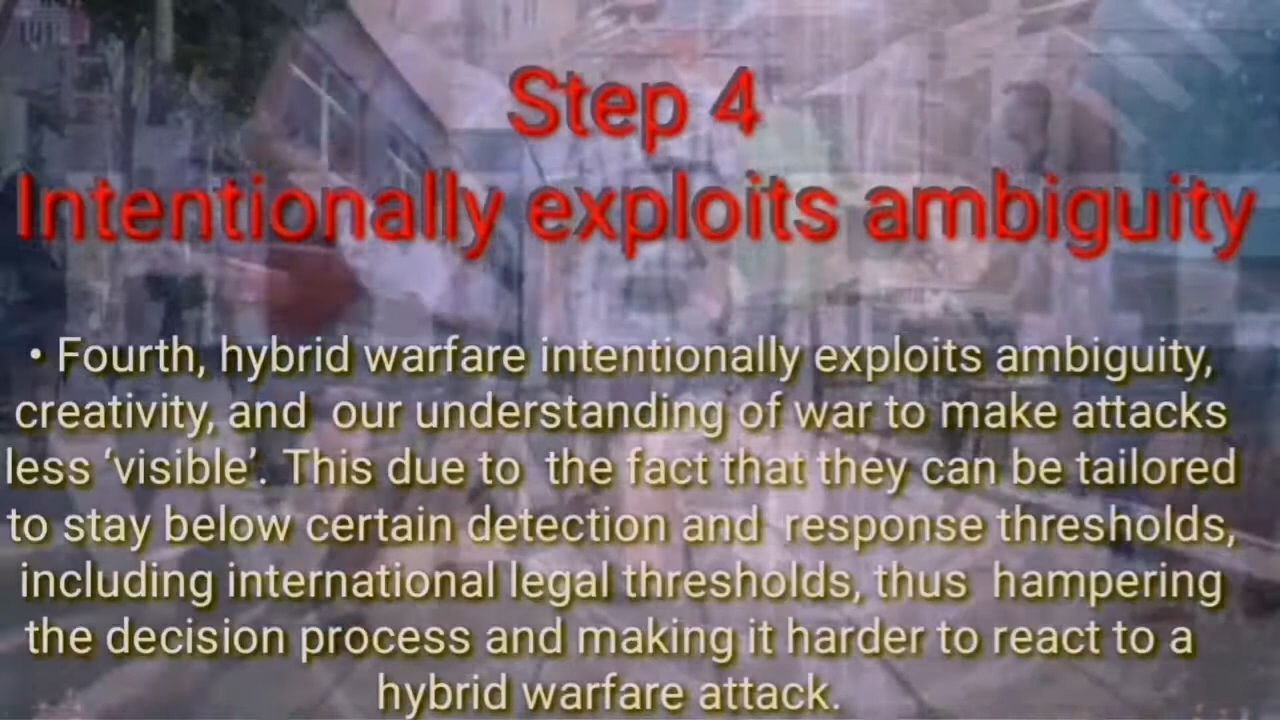 Step 4
Intentionally exploits ambiguity
• Fourth, hybrid warfare intentionally exploits ambiguity,
creativity, and our understanding of war to make attacks
less ‘visible’. This due to the fact that they can be tailored
to stay below certain detection and response thresholds,
including international legal thresholds, thus hampering
the decision process and making it harder to react to a
hybrid warfare attack.